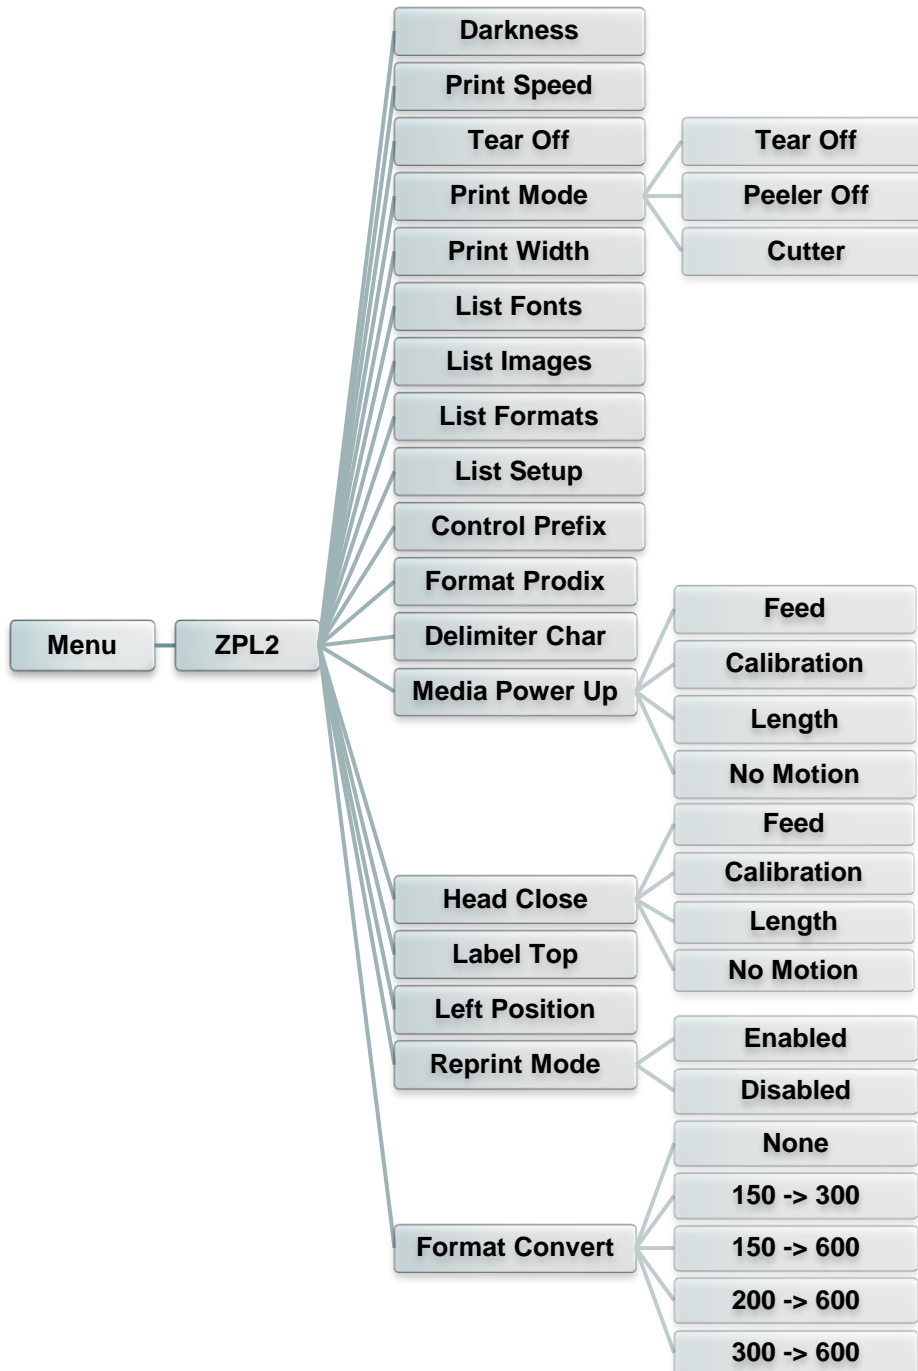 Menu
ZPL2
Darkness
Print Speed
Tear Off
Print Mode
Tear Off
Peeler Off
Cutter
Print Width
List Fonts
List Images
List Formats
List Setup
Control Prefix
Format Prodix
Delimiter Char
Media Power Up
Feed
Calibration
Length
No Motion
Head Close
Feed
Calibration
Length
No Motion
Label Top
Left Position
Reprint Mode
Enabled
Disabled
Format Convert
None
150 -> 300
150 -> 600
200 -> 600
300 -> 600